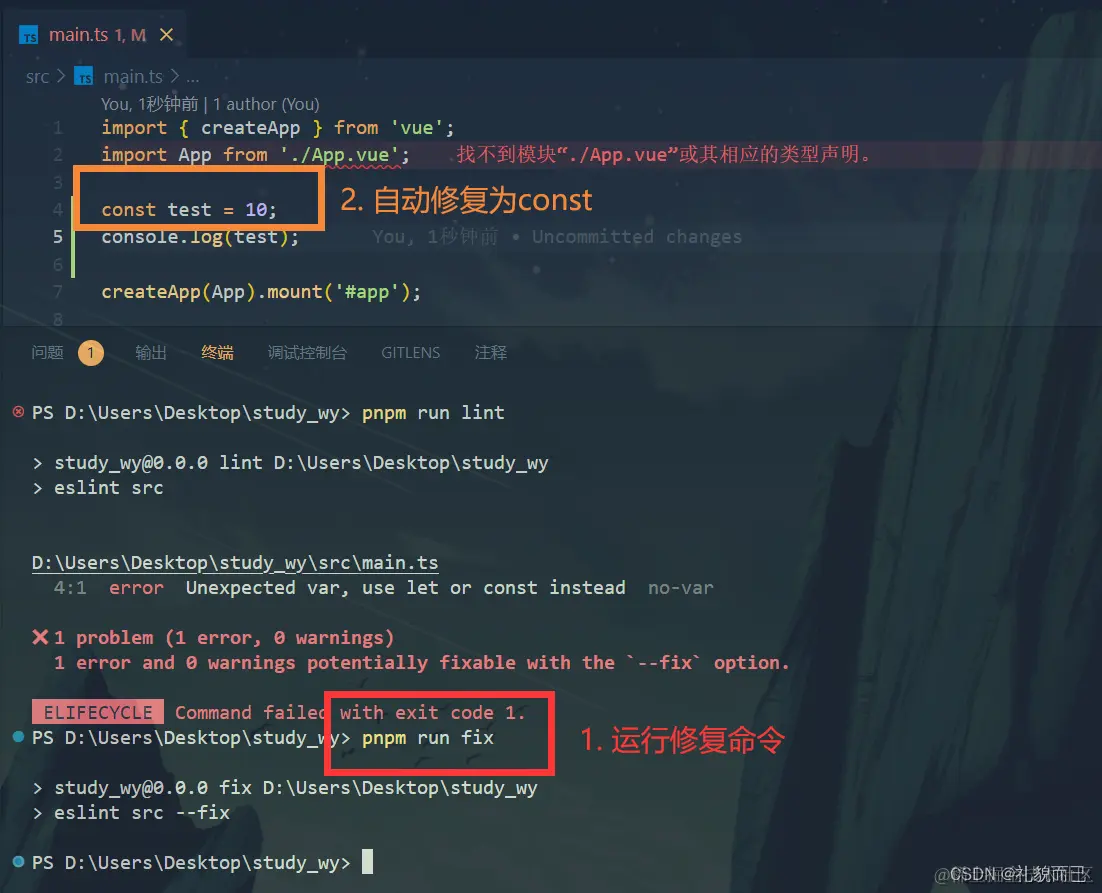 main.ts 1, M
src > main.ts > ...
You, 1秒钟前 | 1 author (You)
1 import { createApp } from 'vue';
2 import App from './App.vue'; 找不到模块“./App.vue”或其相应的类型声明。
3
4 const test = 10;
2. 自动修复为const
5 console.log(test); You, 1秒钟前 • Uncommitted changes
6
7 createApp(App).mount('#app');
8
问题 1 输出 终端 调试控制台 GITLENS 注释
PS D:\Users\Desktop\study_wy> pnpm run lint
> study_wy@0.0.0 lint D:\Users\Desktop\study_wy
> eslint src
D:\Users\Desktop\study_wy\src\main.ts
4:1 error Unexpected var, use let or const instead no-var
1 problem (1 error, 0 warnings)
1 error and 0 warnings potentially fixable with the `--fix` option.
ELIFECYCLE Command failed with exit code 1.
PS D:\Users\Desktop\study_wy> pnpm run fix
1. 运行修复命令
> study_wy@0.0.0 fix D:\Users\Desktop\study_wy
> eslint src --fix
PS D:\Users\Desktop\study_wy>
CSDN @礼貌而已